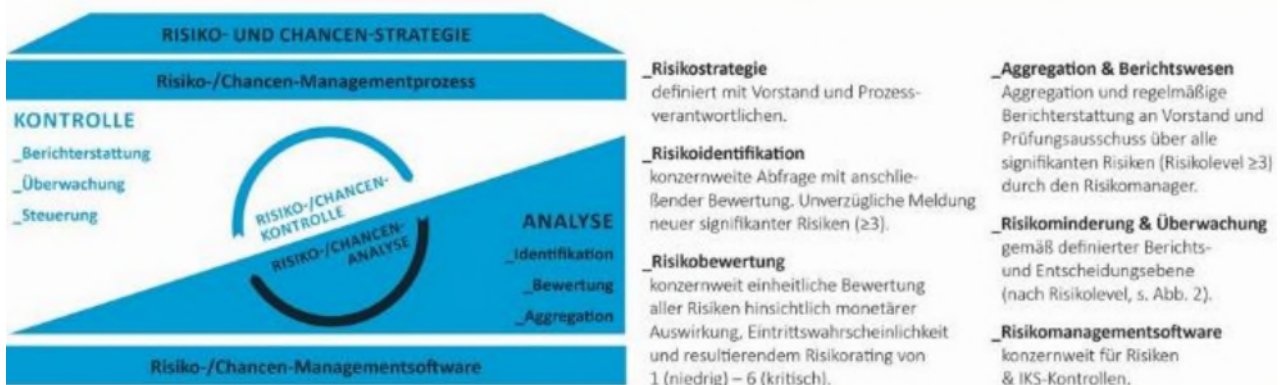 RISIKO- UND CHANCEN-STRATEGIE
Risiko-/Chancen-Managementprozess
KONTROLLE
_Berichterstattung
_Überwachung
_Steuerung
RISIKO-/CHANCEN-
KONTROLLE
RISIKO-/CHANCEN-
ANALYSE
ANALYSE
_Identifikation
_Bewertung
_Aggregation
Risiko-/Chancen-Managementsoftware
_Risikostrategie
definiert mit Vorstand und Prozess-
verantwortlichen.
_Risikoidentifikation
konzernweite Abfrage mit anschlie-
ßender Bewertung. Unverzügliche Meldung
neuer signifikanter Risiken (≥3).
_Risikobewertung
konzernweit einheitliche Bewertung
aller Risiken hinsichtlich monetärer
Auswirkung, Eintrittswahrscheinlichkeit
und resultierendem Risikorating von
1 (niedrig) – 6 (kritisch).
_Aggregation & Berichtswesen
Aggregation und regelmäßige
Berichterstattung an Vorstand und
Prüfungsausschuss über alle
signifikanten Risiken (Risikolevel ≥3)
durch den Risikomanager.
_Risikominderung & Überwachung
gemäß definierter Berichts-
und Entscheidungsebene
(nach Risikolevel, s. Abb. 2).
_Risikomanagementsoftware
konzernweit für Risiken
& IKS-Kontrollen.